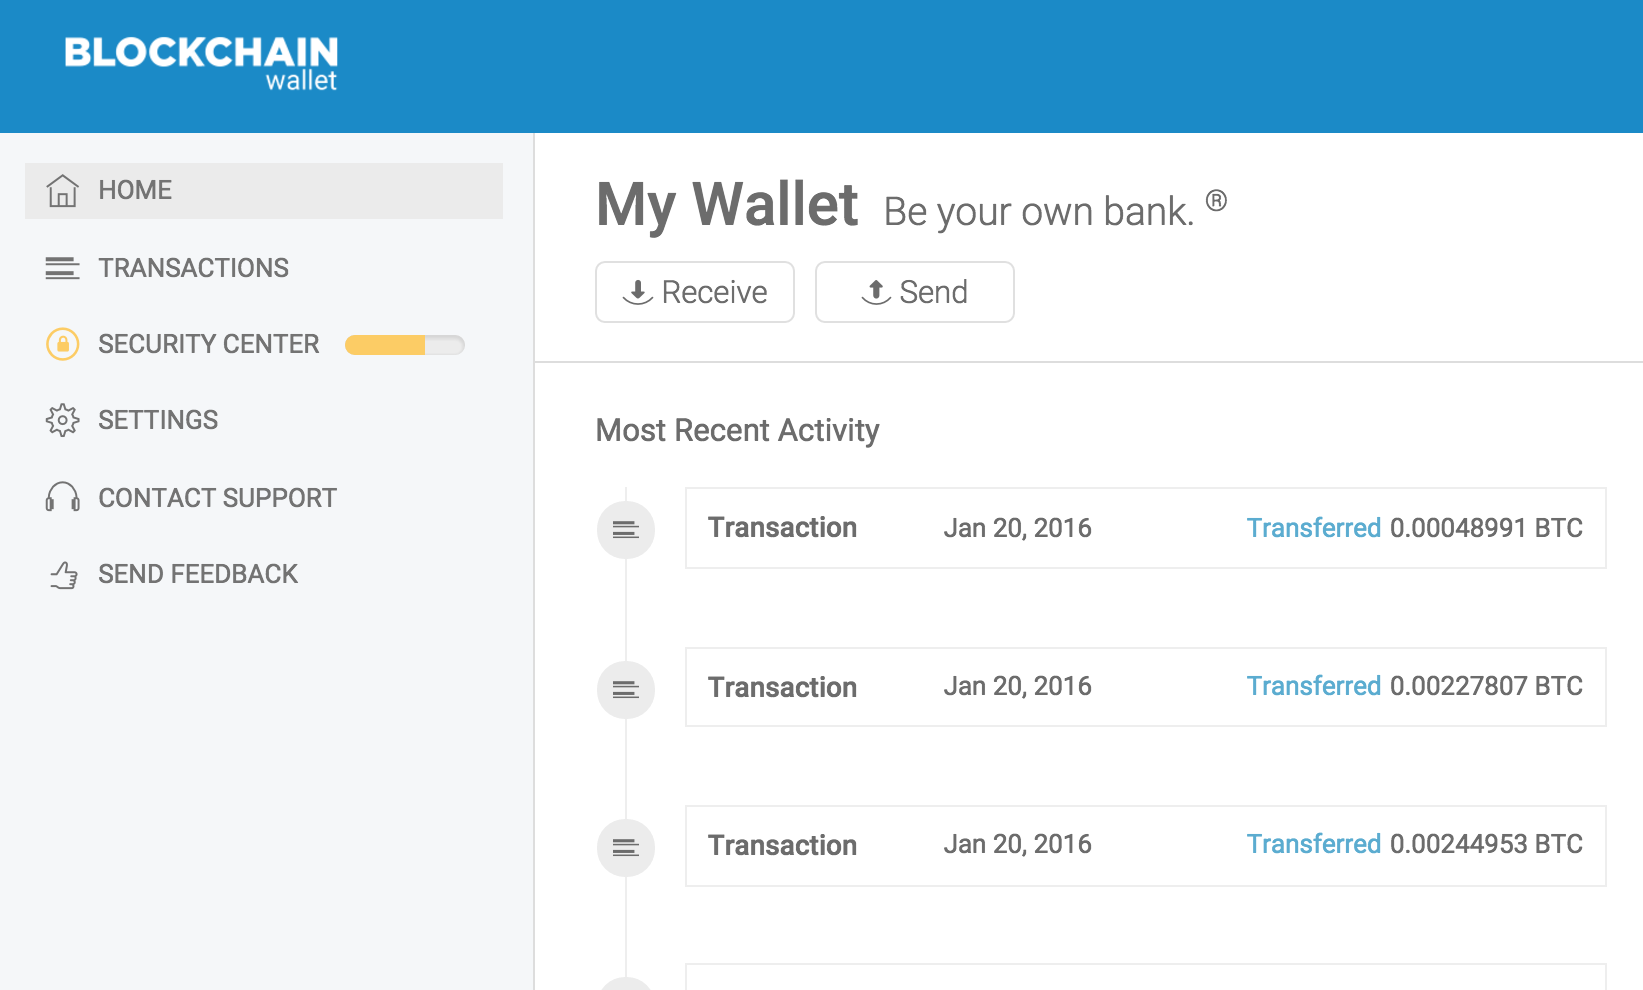 BLOCKCHAIN
wallet
HOME
TRANSACTIONS
SECURITY CENTER
SETTINGS
CONTACT SUPPORT
SEND FEEDBACK
My Wallet Be your own bank. ®
Receive Send
Most Recent Activity
Transaction Jan 20, 2016 Transferred 0.00048991 BTC
Transaction Jan 20, 2016 Transferred 0.00227807 BTC
Transaction Jan 20, 2016 Transferred 0.00244953 BTC